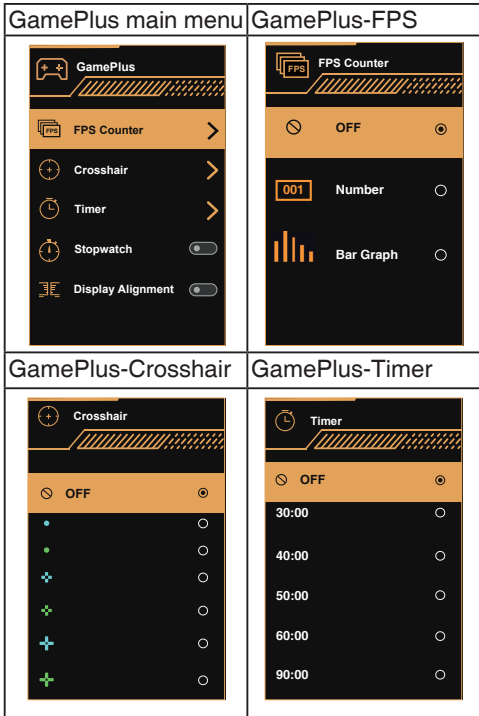 GamePlus main menu
GamePlus
FPS
FPS Counter
Crosshair
Timer
Stopwatch
Display Alignment
GamePlus-FPS
FPS
FPS Counter
OFF
001
Number
Bar Graph
GamePlus-Crosshair
Crosshair
OFF
GamePlus-Timer
Timer
OFF
30:00
40:00
50:00
60:00
90:00